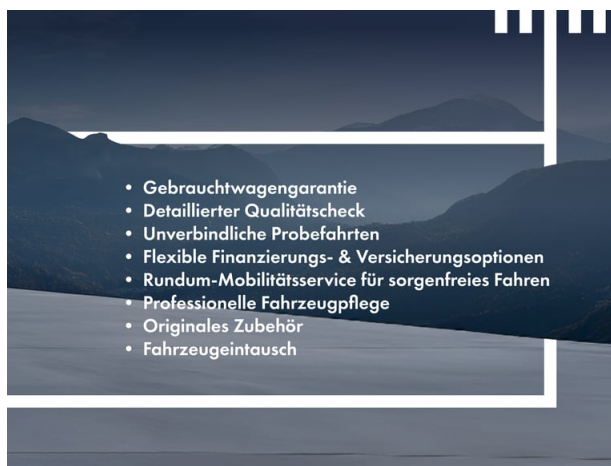 • Gebrauchtwagengarantie
• Detaillierter Qualitätscheck
• Unverbindliche Probefahrten
• Flexible Finanzierungs- & Versicherungsoptionen
• Rundum-Mobilitätsservice für sorgenfreies Fahren
• Professionelle Fahrzeugpflege
• Originales Zubehör
• Fahrzeugeintausch